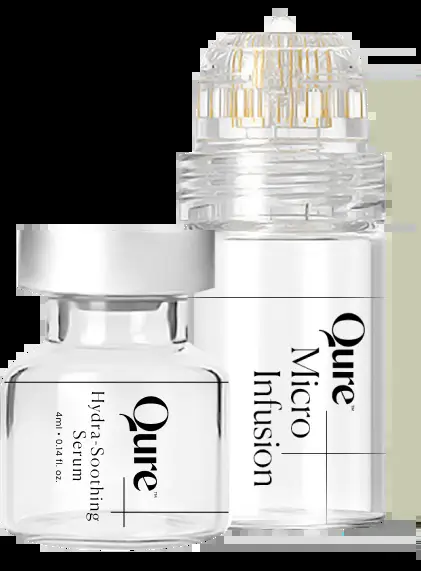 Qure™
Hydra-Soothing
Serum
4ml • 0.14 fl. oz.
Qure™
Micro
Infusion